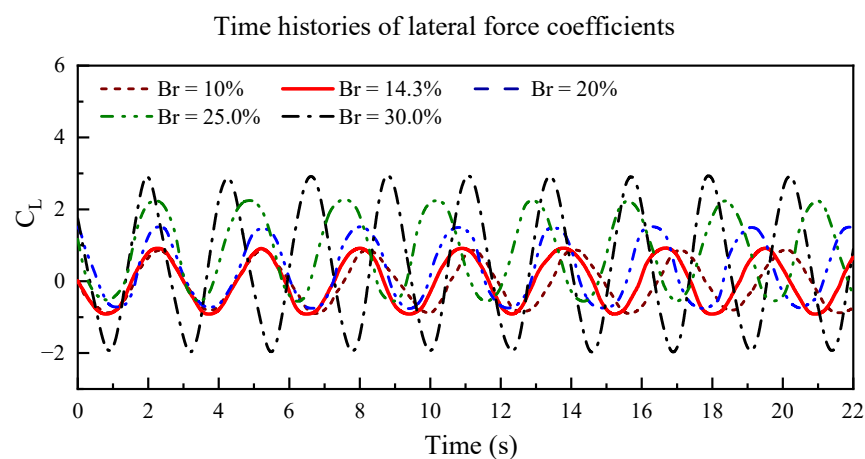 Time histories of lateral force coefficients
6
4
2
0
−2
C_L
Br = 10% Br = 14.3% Br = 20%
Br = 25.0% Br = 30.0%
0 2 4 6 8 10 12 14 16 18 20 22
Time (s)